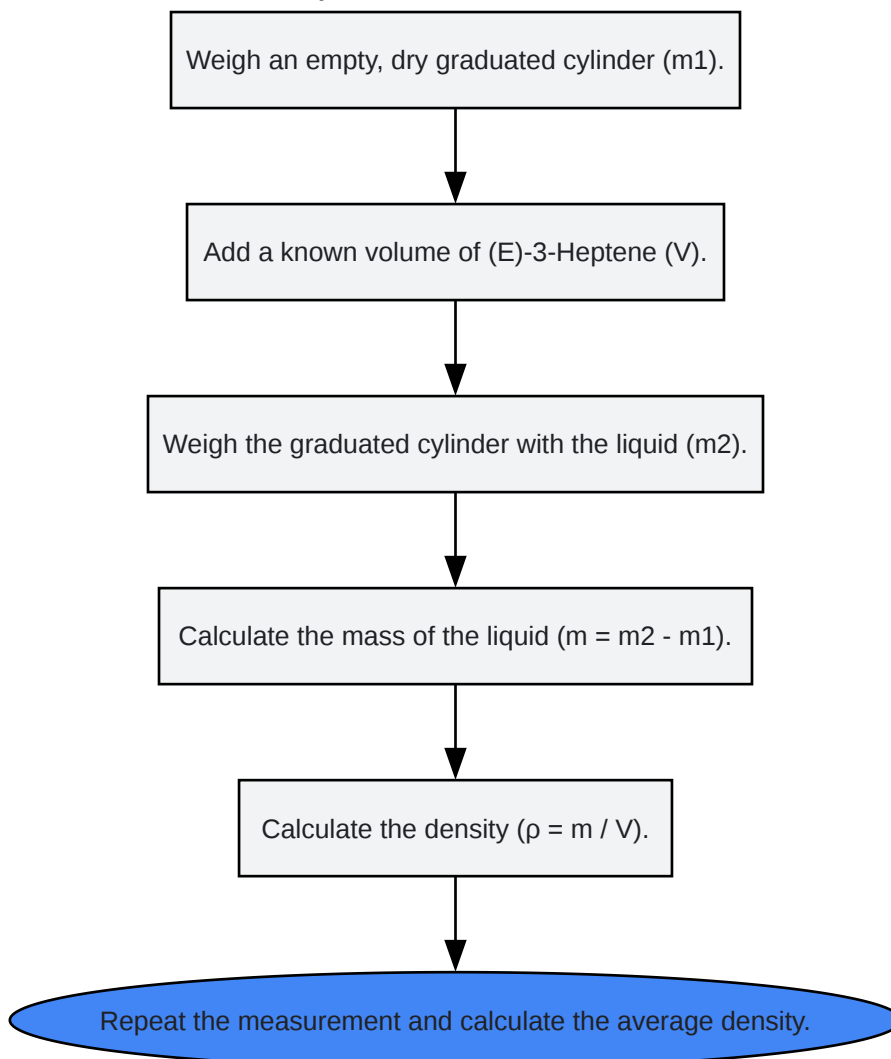 Weigh an empty, dry graduated cylinder (m1).
Add a known volume of (E)-3-Heptene (V).
Weigh the graduated cylinder with the liquid (m2).
Calculate the mass of the liquid (m = m2 - m1).
Calculate the density (ρ = m / V).
Repeat the measurement and calculate the average density.